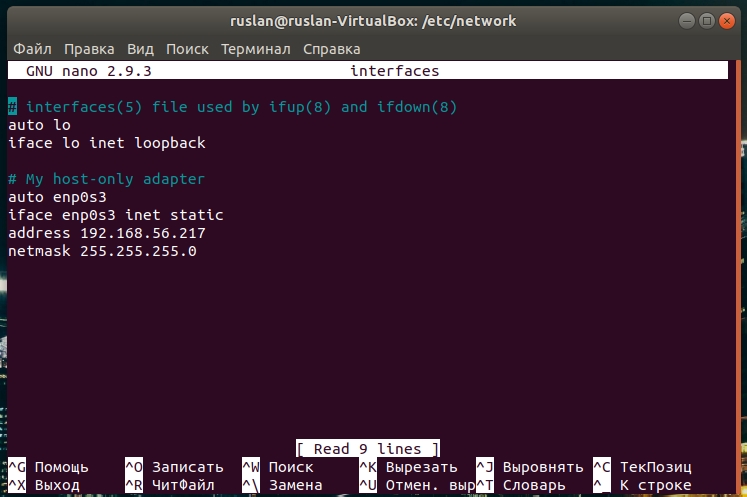 ruslan@ruslan-VirtualBox: /etc/network
Файл Правка Вид Поиск Терминал Справка
GNU nano 2.9.3 interfaces
# interfaces(5) file used by ifup(8) and ifdown(8)
auto lo
iface lo inet loopback
# My host-only adapter
auto enp0s3
iface enp0s3 inet static
address 192.168.56.217
netmask 255.255.255.0
[ Read 9 lines ]
^G Помощь ^O Записать ^W Поиск ^K Вырезать ^J Выровнять ^C ТекПозиц
^X Выход ^R ЧитФайл ^\ Замена ^U Отмен. выр^T Словарь ^_ К строке